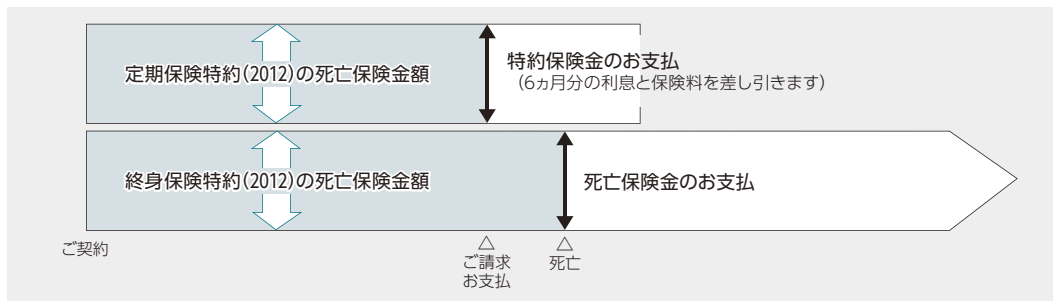 定期保険特約(2012)の死亡保険金額
特約保険金のお支払
(6ヵ月分の利息と保険料を差し引きます)
終身保険特約(2012)の死亡保険金額
死亡保険金のお支払
ご契約
△
ご請求
お支払
△
死亡